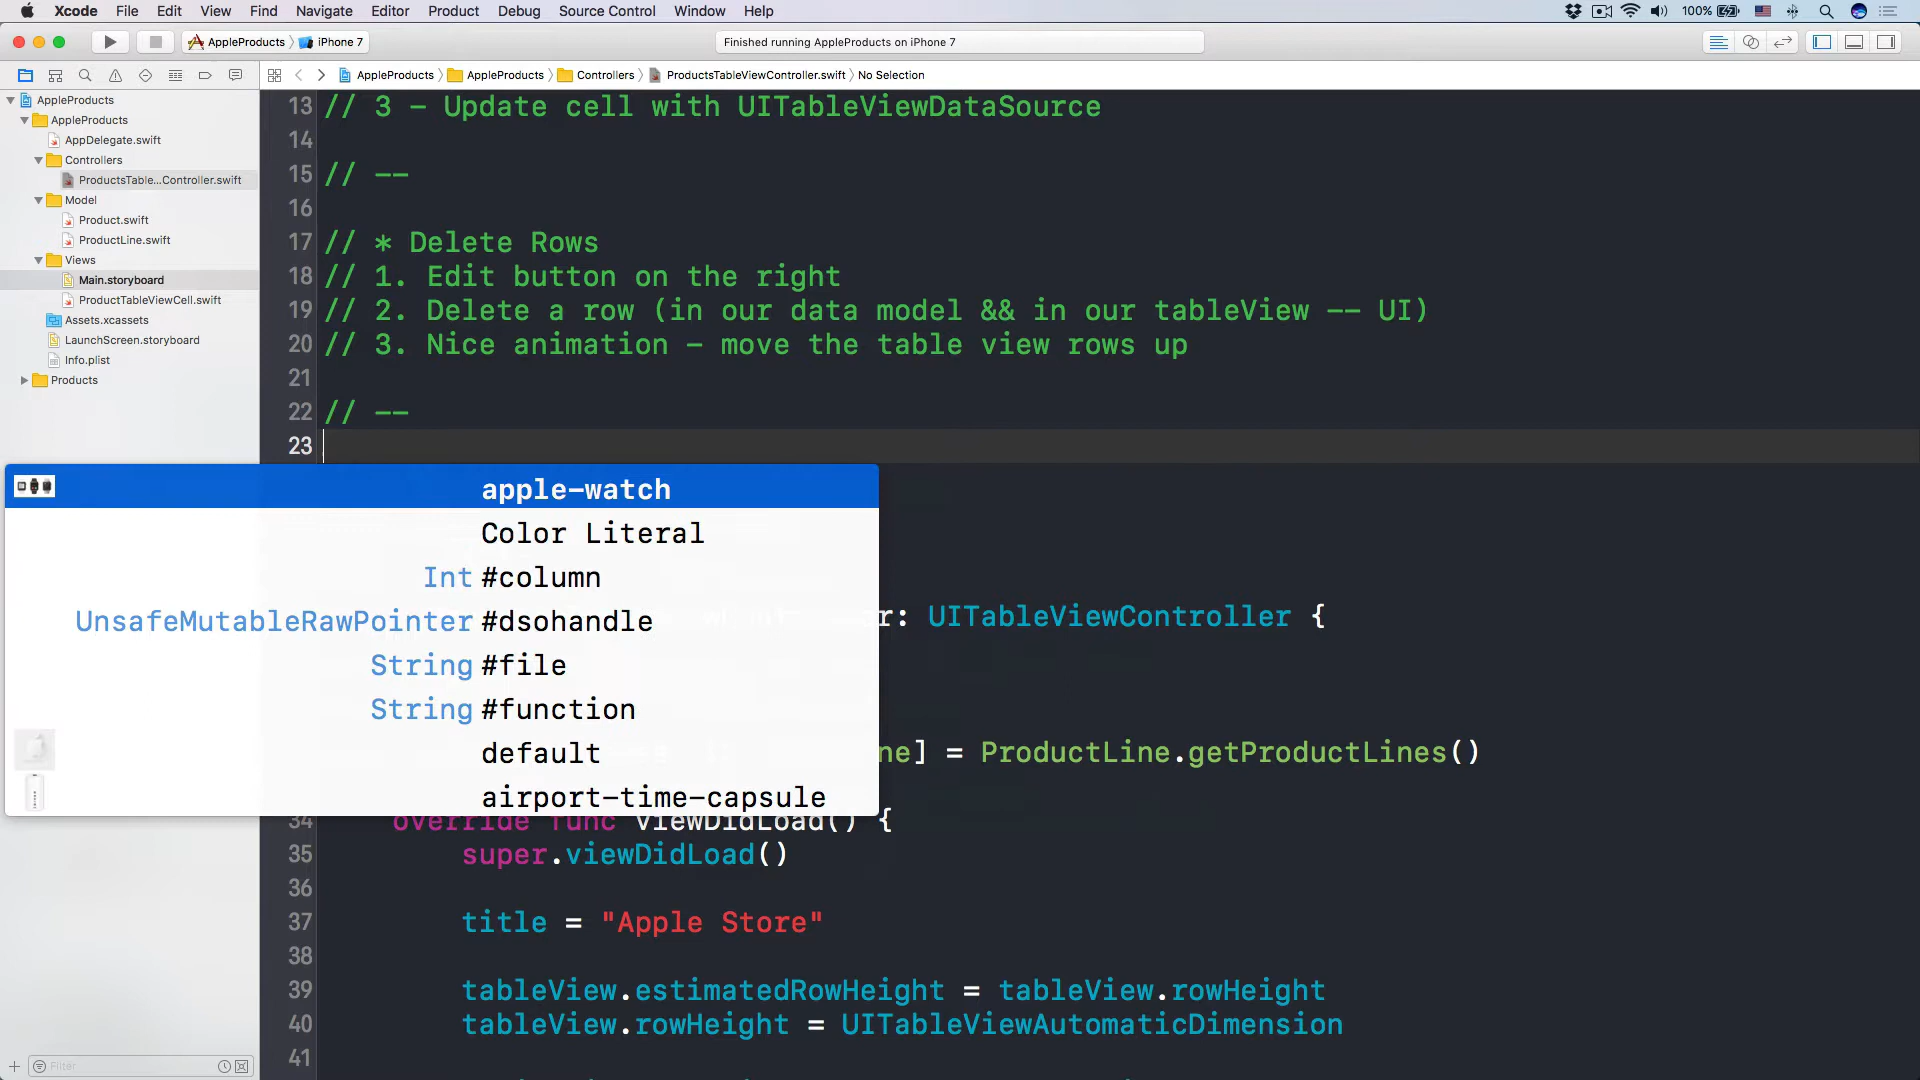 Xcode File Edit View Find Navigate Editor Product Debug Source Control Window Help 100%
AppleProducts iPhone 7 Finished running AppleProducts on iPhone 7
AppleProducts AppleProducts Controllers ProductsTableViewController.swift No Selection
AppleProducts
AppleProducts
AppDelegate.swift
Controllers
ProductsTable...Controller.swift
Model
Product.swift
ProductLine.swift
Views
Main.storyboard
ProductTableViewCell.swift
Assets.xcassets
LaunchScreen.storyboard
Info.plist
Products
Filter
13 // 3 - Update cell with UITableViewDataSource
14
15 // --
16
17 // * Delete Rows
18 // 1. Edit button on the right
19 // 2. Delete a row (in our data model && in our tableView -- UI)
20 // 3. Nice animation - move the table view rows up
21
22 // --
23
apple-watch
Color Literal
Int #column
UnsafeMutableRawPointer #dsohandle
String #file
String #function
default
airport-time-capsule
r: UITableViewController {
ne] = ProductLine.getProductLines()
34 override func viewDidLoad() {
35 super.viewDidLoad()
36
37 title = "Apple Store"
38
39 tableView.estimatedRowHeight = tableView.rowHeight
40 tableView.rowHeight = UITableViewAutomaticDimension
41